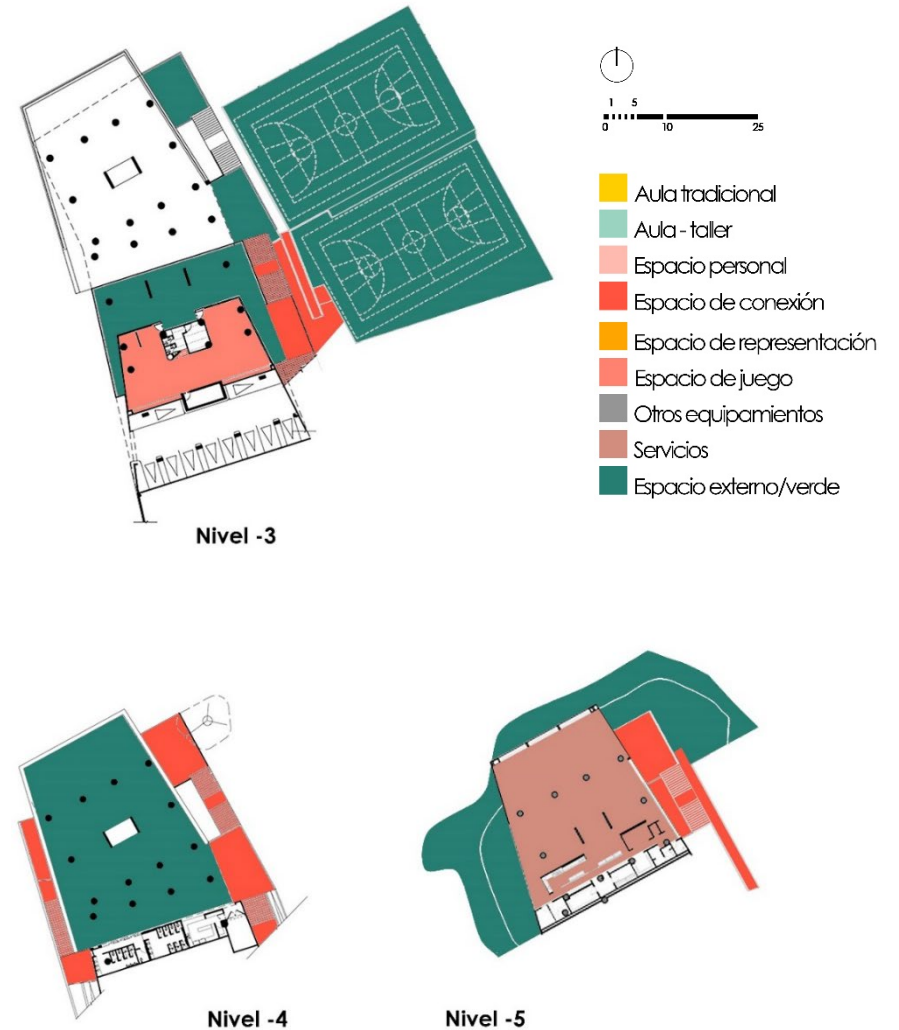 1 5
0 10 25
Aula tradicional
Aula - taller
Espacio personal
Espacio de conexión
Espacio de representación
Espacio de juego
Otros equipamientos
Servicios
Espacio externo/verde
Nivel -3
Nivel -4
Nivel -5